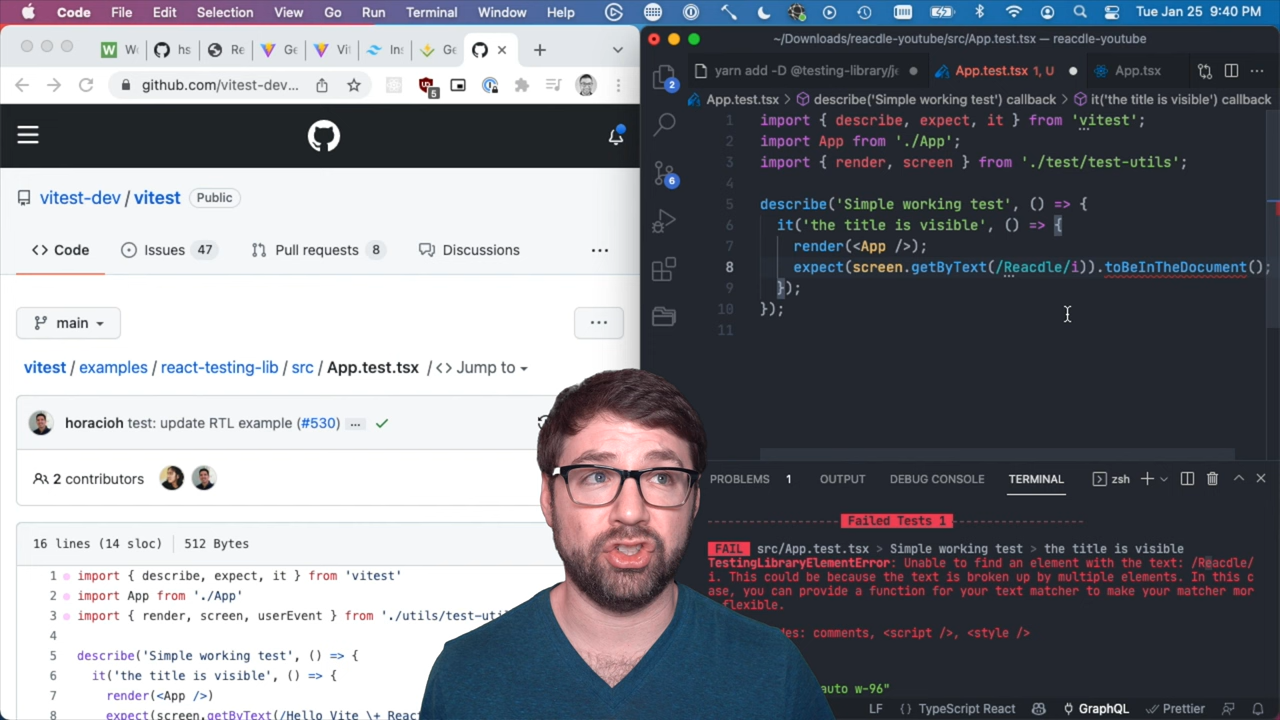 Code File Edit Selection View Go Run Terminal Window Help Tue Jan 25 9:40 PM
W hs Re Ge Vit Ins Ge
github.com/vitest-dev...
5
vitest-dev / vitest Public
Code Issues 47 Pull requests 8 Discussions ...
main
...
vitest / examples / react-testing-lib / src / App.test.tsx / <> Jump to
horacioh test: update RTL example (#530) ...
2 contributors
16 lines (14 sloc) 512 Bytes
1 import { describe, expect, it } from 'vitest'
2 import App from './App'
3 import { render, screen, userEvent } from './utils/test-uti
4
5 describe('Simple working test', () => {
6 it('the title is visible', () => {
7 render(<App />)
8 expect(screen.getByText(/Hello Vite \+ React
~/Downloads/reacdle-youtube/src/App.test.tsx — reacdle-youtube
2
6
yarn add -D @testing-library/je App.test.tsx 1, U App.tsx
App.test.tsx > describe('Simple working test') callback > it('the title is visible') callback
1 import { describe, expect, it } from 'vitest';
2 import App from './App';
3 import { render, screen } from './test/test-utils';
4
5 describe('Simple working test', () => {
6 it('the title is visible', () => {
7 render(<App />);
8 expect(screen.getByText(/Reacdle/i)).toBeInTheDocument();
9 });
10 });
11
PROBLEMS 1 OUTPUT DEBUG CONSOLE TERMINAL zsh
Failed Tests 1
FAIL src/App.test.tsx > Simple working test > the title is visible
TestingLibraryElementError: Unable to find an element with the text: /Reacdle/
i. This could be because the text is broken up by multiple elements. In this c
ase, you can provide a function for your text matcher to make your matcher mor
flexible.
comments, <script />, <style />
auto w-96"
LF {} TypeScript React GraphQL Prettier